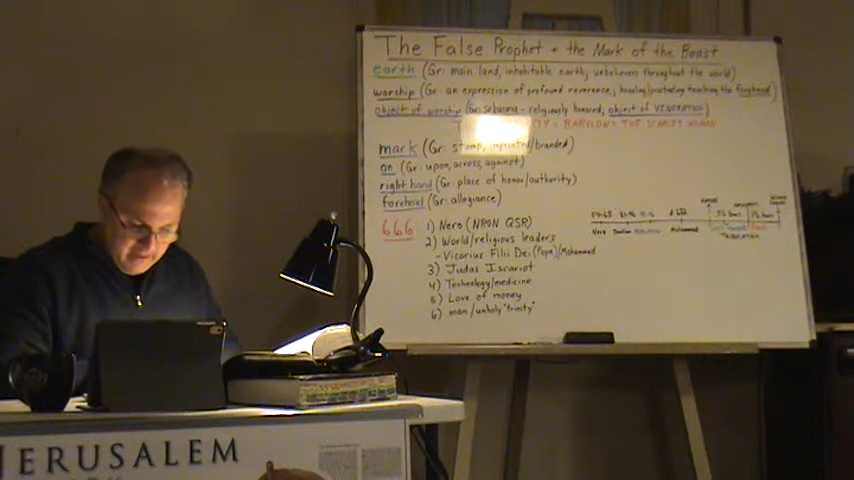 The False Prophet + the Mark of the Beast
earth (Gr: main land, inhabitable earth; unbelievers throughout the world)
worship (Gr: an expression of profound reverence; kneeling/prostrating touching the forehead)
object of worship (Gr: sebasma - religiously honored; object of VENERATION)
BABYLON: THE SCARLET WOMAN
mark (Gr: stamp, imprinted/branded)
on (Gr: upon, across, against)
right hand (Gr: place of honor/authority)
forehead (Gr: allegiance)
666 1) Nero (NRON QSR)
2) World/religious leaders
- Vicarius Filii Dei (Pope)/Mohammed
3) Judas Iscariot
4) Technology/medicine
5) Love of money
6) man/unholy "trinity"
3½ Years
Nero
Mohammed
TRIBULATION
JERUSALEM